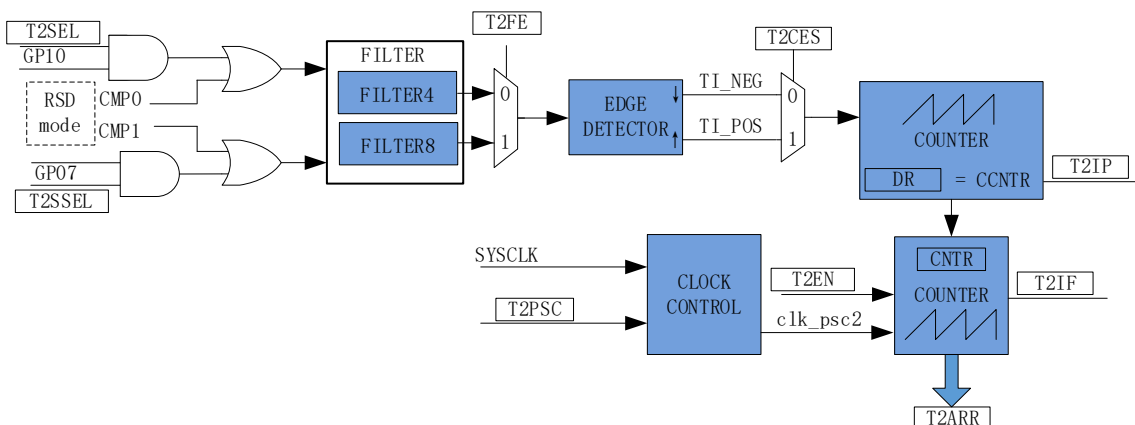 T2SEL
GP10
RSD
mode
CMP0
CMP1
GP07
T2SSEL
FILTER
FILTER4
FILTER8
T2FE
0
1
EDGE
DETECTOR
TI_NEG
TI_POS
T2CES
0
1
COUNTER
DR = CCNTR
T2IP
SYSCLK
T2PSC
CLOCK
CONTROL
T2EN
clk_psc2
CNTR
COUNTER
T2IF
T2ARR